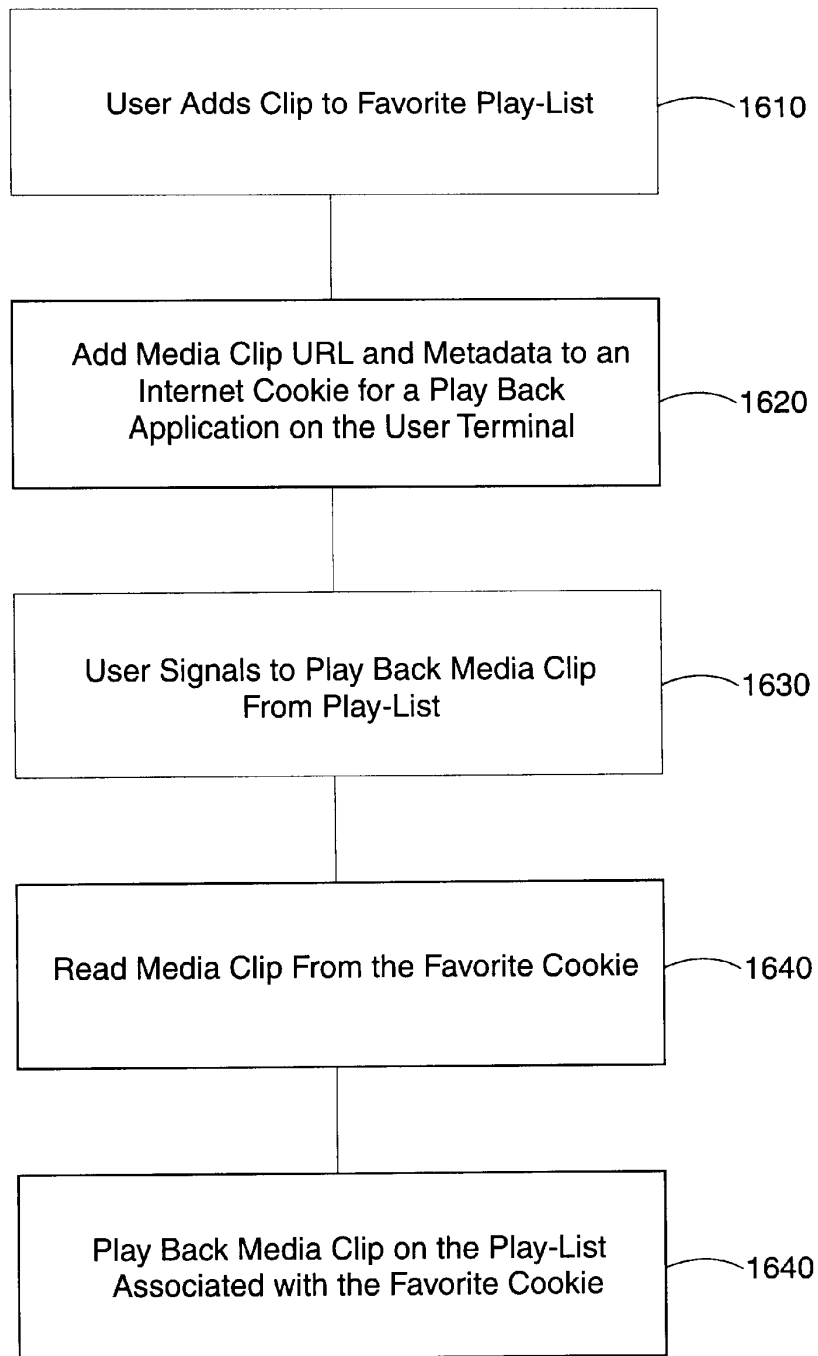 User Adds Clip to Favorite Play-List
1610
Add Media Clip URL and Metadata to an
Internet Cookie for a Play Back
Application on the User Terminal
1620
User Signals to Play Back Media Clip
From Play-List
1630
Read Media Clip From the Favorite Cookie
1640
Play Back Media Clip on the Play-List
Associated with the Favorite Cookie
1640